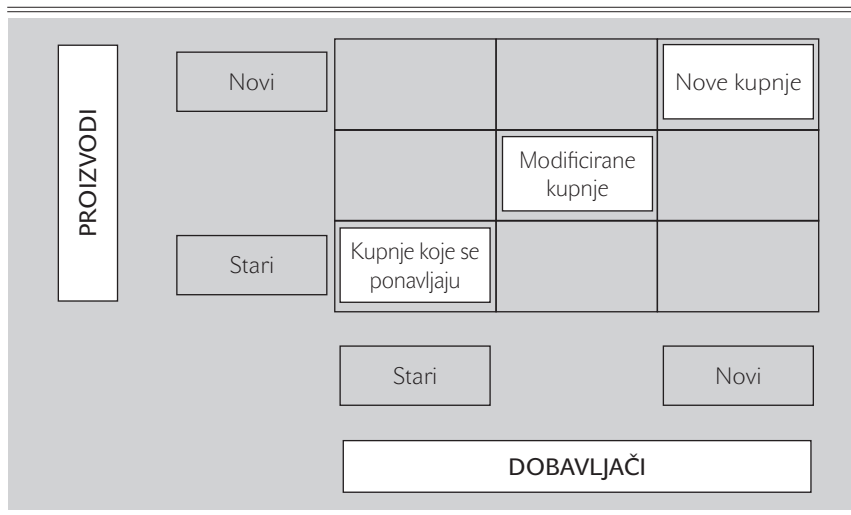 PROIZVODI
Novi
Nove kupnje
Modificirane
kupnje
Stari
Kupnje koje se
ponavljaju
Stari
Novi
DOBAVLJAČI